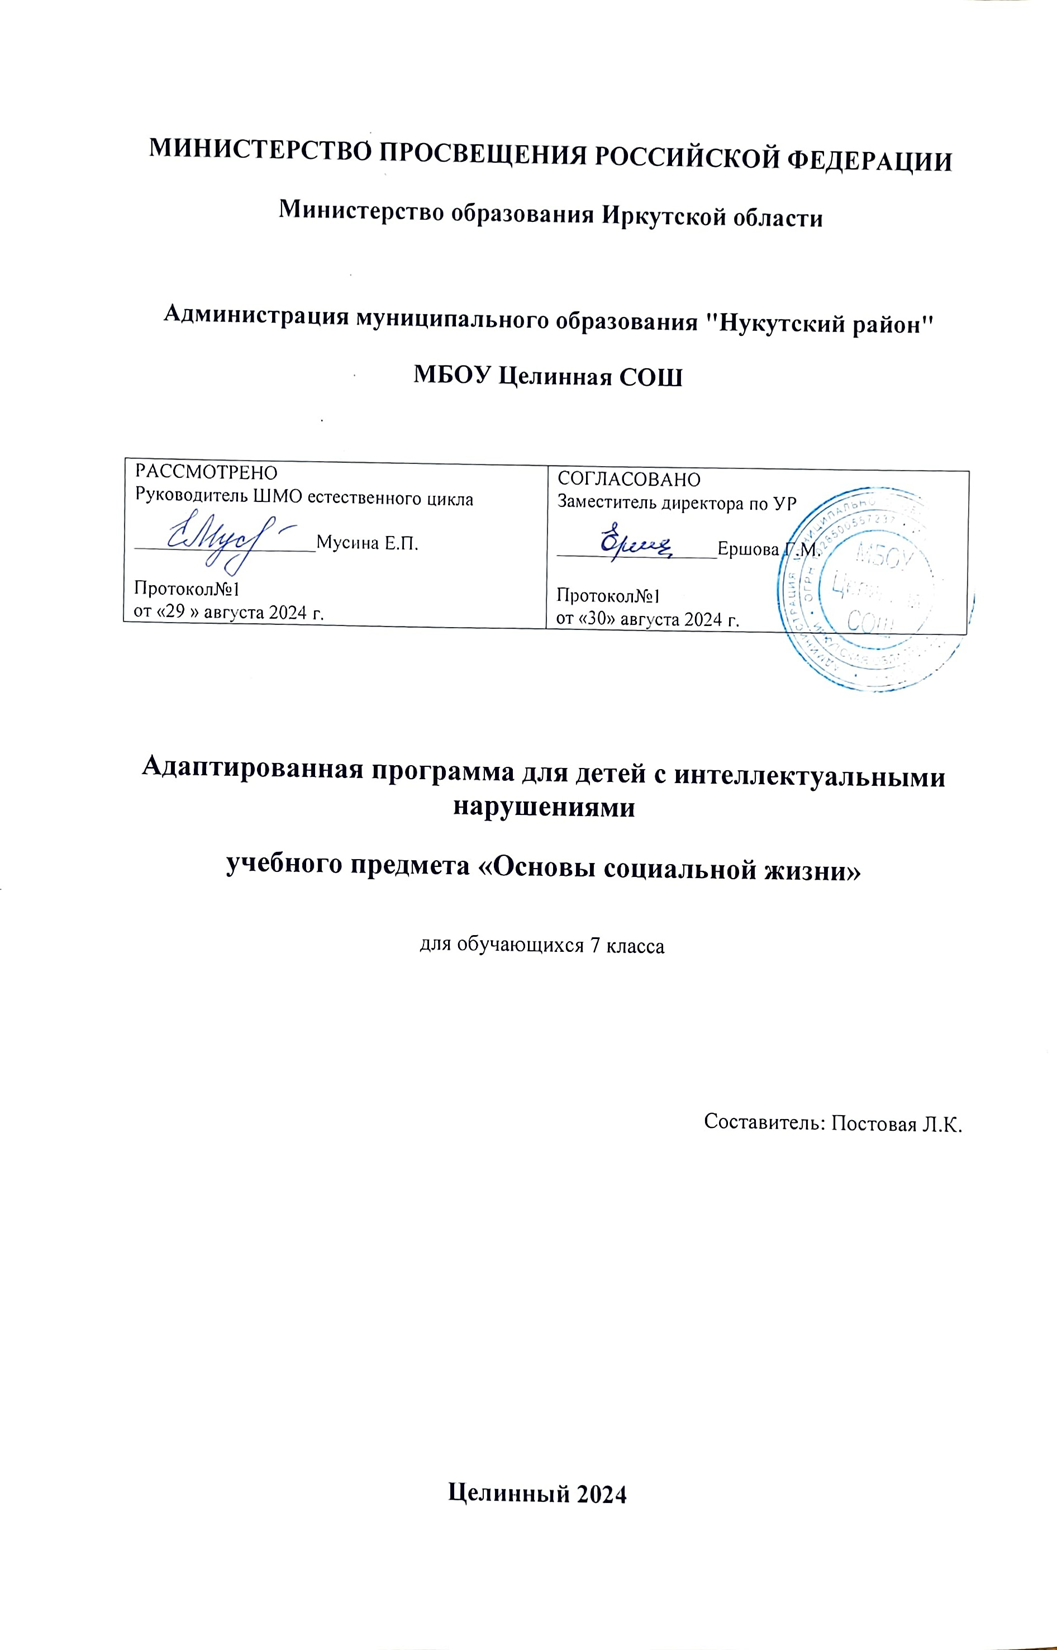 МИНИСТЕРСТВО ПРОСВЕЩЕНИЯ РОССИЙСКОЙ ФЕДЕРАЦИИ
Министерство образования Иркутской области
Администрация муниципального образования "Нукутский район"
МБОУ Целинная СОШ
РАССМОТРЕНО
Руководитель ШМО естественного цикла
Мусина Е.П.
Протокол№1
от «29 » августа 2024 г.
СОГЛАСОВАНО
Заместитель директора по УР
Ершова Г.М.
Протокол№1
от «30» августа 2024 г.
МБОУ
СОШ
Адаптированная программа для детей с интеллектуальными
нарушениями
учебного предмета «Основы социальной жизни»
для обучающихся 7 класса
Составитель: Постовая Л.К.
Целинный 2024